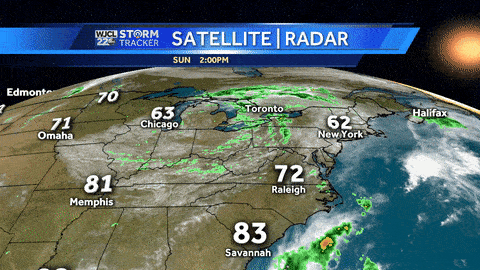 WJCL
22
STORM
TRACKER
SATELLITE | RADAR
SUN 2:00PM
Edmonton
70
71
Omaha
63
Chicago
Toronto
62
New York
Halifax
81
Memphis
72
Raleigh
83
Savannah